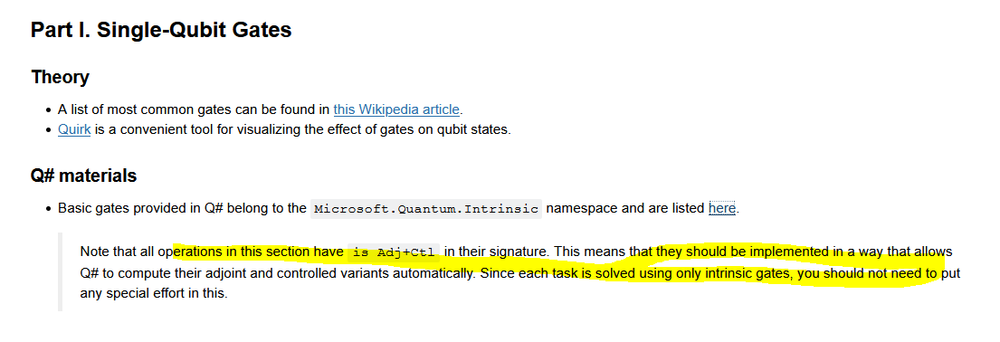 Part I. Single-Qubit Gates
Theory
• A list of most common gates can be found in this Wikipedia article.
• Quirk is a convenient tool for visualizing the effect of gates on qubit states.
Q# materials
• Basic gates provided in Q# belong to the Microsoft.Quantum.Intrinsic namespace and are listed here.
Note that all operations in this section have is Adj+Ctl in their signature. This means that they should be implemented in a way that allows
Q# to compute their adjoint and controlled variants automatically. Since each task is solved using only intrinsic gates, you should not need to put
any special effort in this.